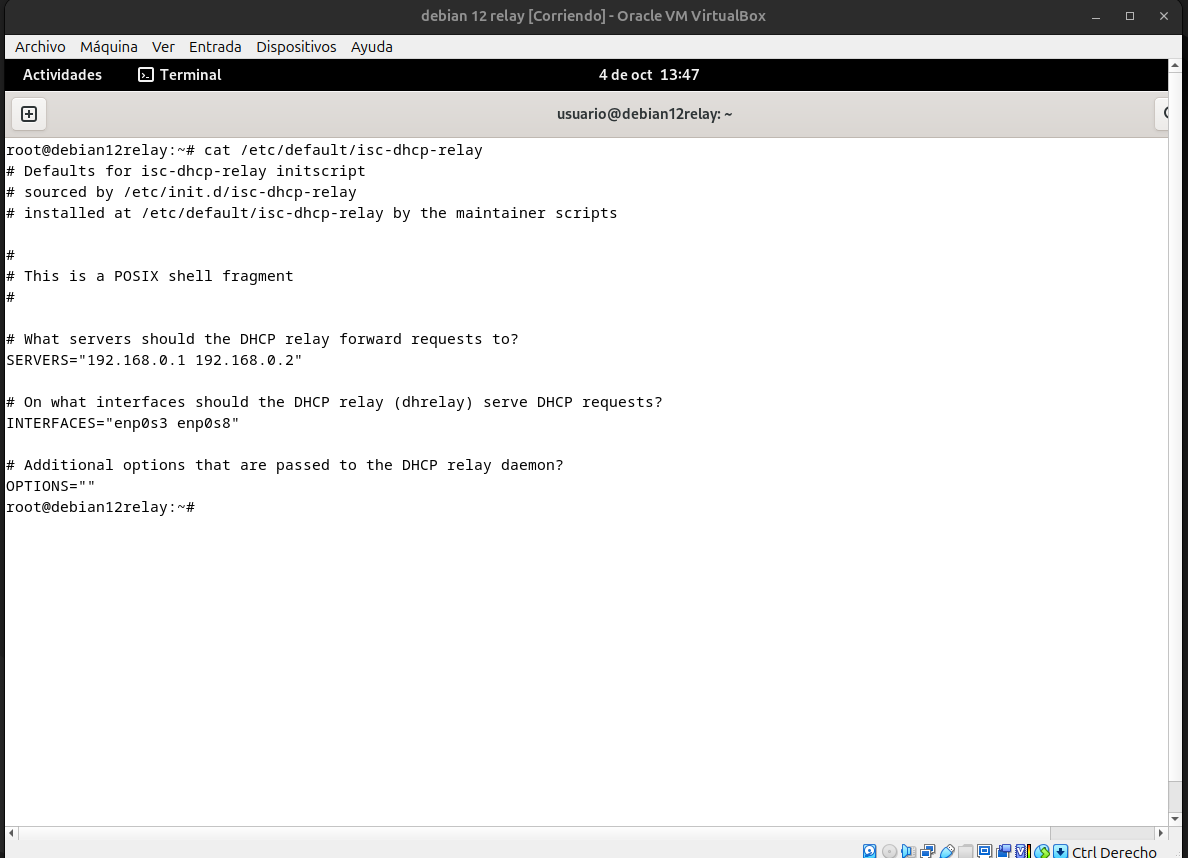 debian 12 relay [Corriendo] - Oracle VM VirtualBox
Archivo Máquina Ver Entrada Dispositivos Ayuda
Actividades Terminal 4 de oct 13:47
usuario@debian12relay: ~
root@debian12relay:~# cat /etc/default/isc-dhcp-relay
# Defaults for isc-dhcp-relay initscript
# sourced by /etc/init.d/isc-dhcp-relay
# installed at /etc/default/isc-dhcp-relay by the maintainer scripts
#
# This is a POSIX shell fragment
#
# What servers should the DHCP relay forward requests to?
SERVERS="192.168.0.1 192.168.0.2"
# On what interfaces should the DHCP relay (dhrelay) serve DHCP requests?
INTERFACES="enp0s3 enp0s8"
# Additional options that are passed to the DHCP relay daemon?
OPTIONS=""
root@debian12relay:~#
Ctrl Derecho